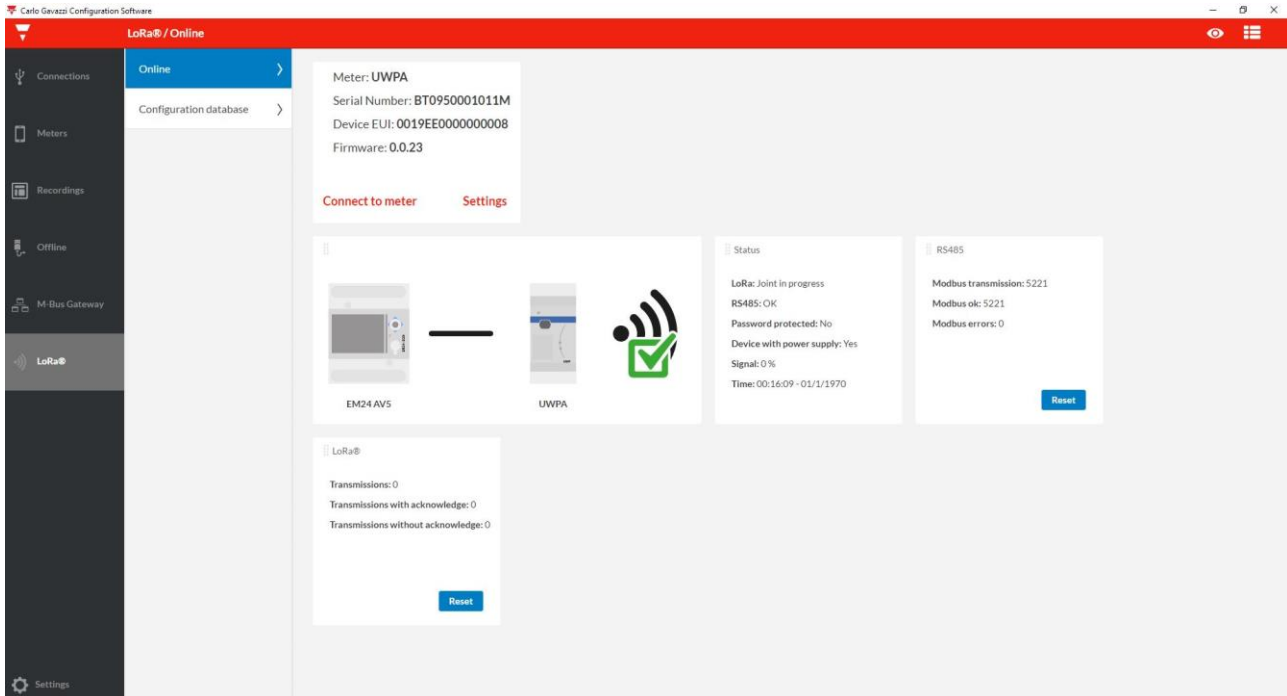 Carlo Gavazzi Configuration Software
LoRa® / Online
Connections
Meters
Recordings
Offline
M-Bus Gateway
LoRa®
Settings
Online
Configuration database
Meter: UWPA
Serial Number: BT0950001011M
Device EUI: 0019EE0000000008
Firmware: 0.0.23
Connect to meter Settings
EM24 AV5 UWPA
Status
LoRa: Joint in progress
RS485: OK
Password protected: No
Device with power supply: Yes
Signal: 0 %
Time: 00:16:09 - 01/1/1970
RS485
Modbus transmission: 5221
Modbus ok: 5221
Modbus errors: 0
Reset
LoRa®
Transmissions: 0
Transmissions with acknowledge: 0
Transmissions without acknowledge: 0
Reset